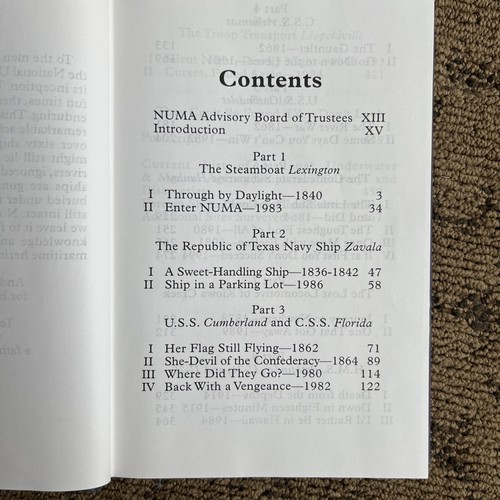 Contents
NUMA Advisory Board of Trustees XIII
Introduction XV
Part 1
The Steamboat Lexington
I Through by Daylight—1840 3
II Enter NUMA—1983 34
Part 2
The Republic of Texas Navy Ship Zavala
I A Sweet-Handling Ship—1836-1842 47
II Ship in a Parking Lot—1986 58
Part 3
U.S.S. Cumberland and C.S.S. Florida
I Her Flag Still Flying—1862 71
II She-Devil of the Confederacy—1864 89
III Where Did They Go?—1980 114
IV Back With a Vengeance—1982 122